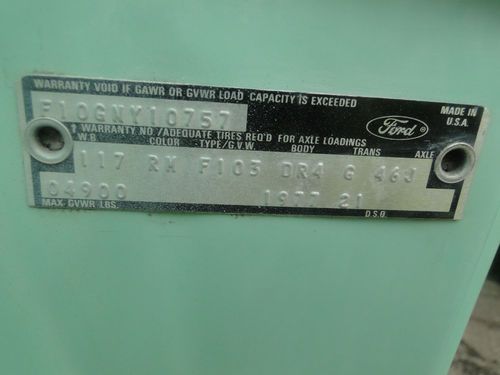 WARRANTY VOID IF GAWR OR GVWR LOAD CAPACITY IS EXCEEDED
F10GNY10757
MADE IN
U.S.A.
Ford
† WARRANTY NO./ADEQUATE TIRES REQ'D FOR AXLE LOADINGS
W.B. COLOR TYPE/G.V.W. BODY TRANS AXLE
117 RM F103 DR4 G 46J
04900 1977 21
MAX. GVWR LBS. D.S.O.